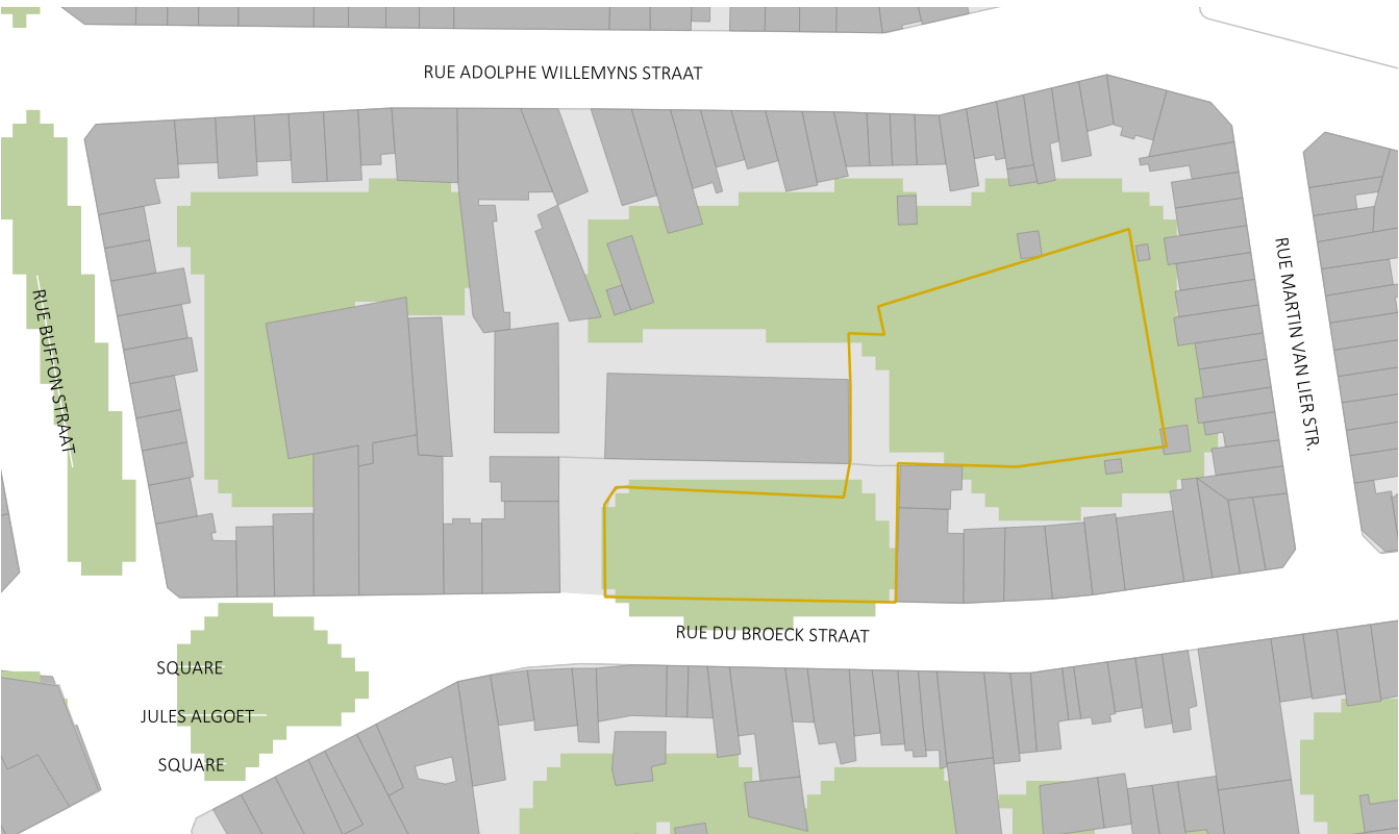 RUE ADOLPHE WILLEMYNS STRAAT
RUE BUFFON STRAAT
RUE MARTIN VAN LIER STR.
RUE DU BROECK STRAAT
SQUARE
JULES ALGOET
SQUARE